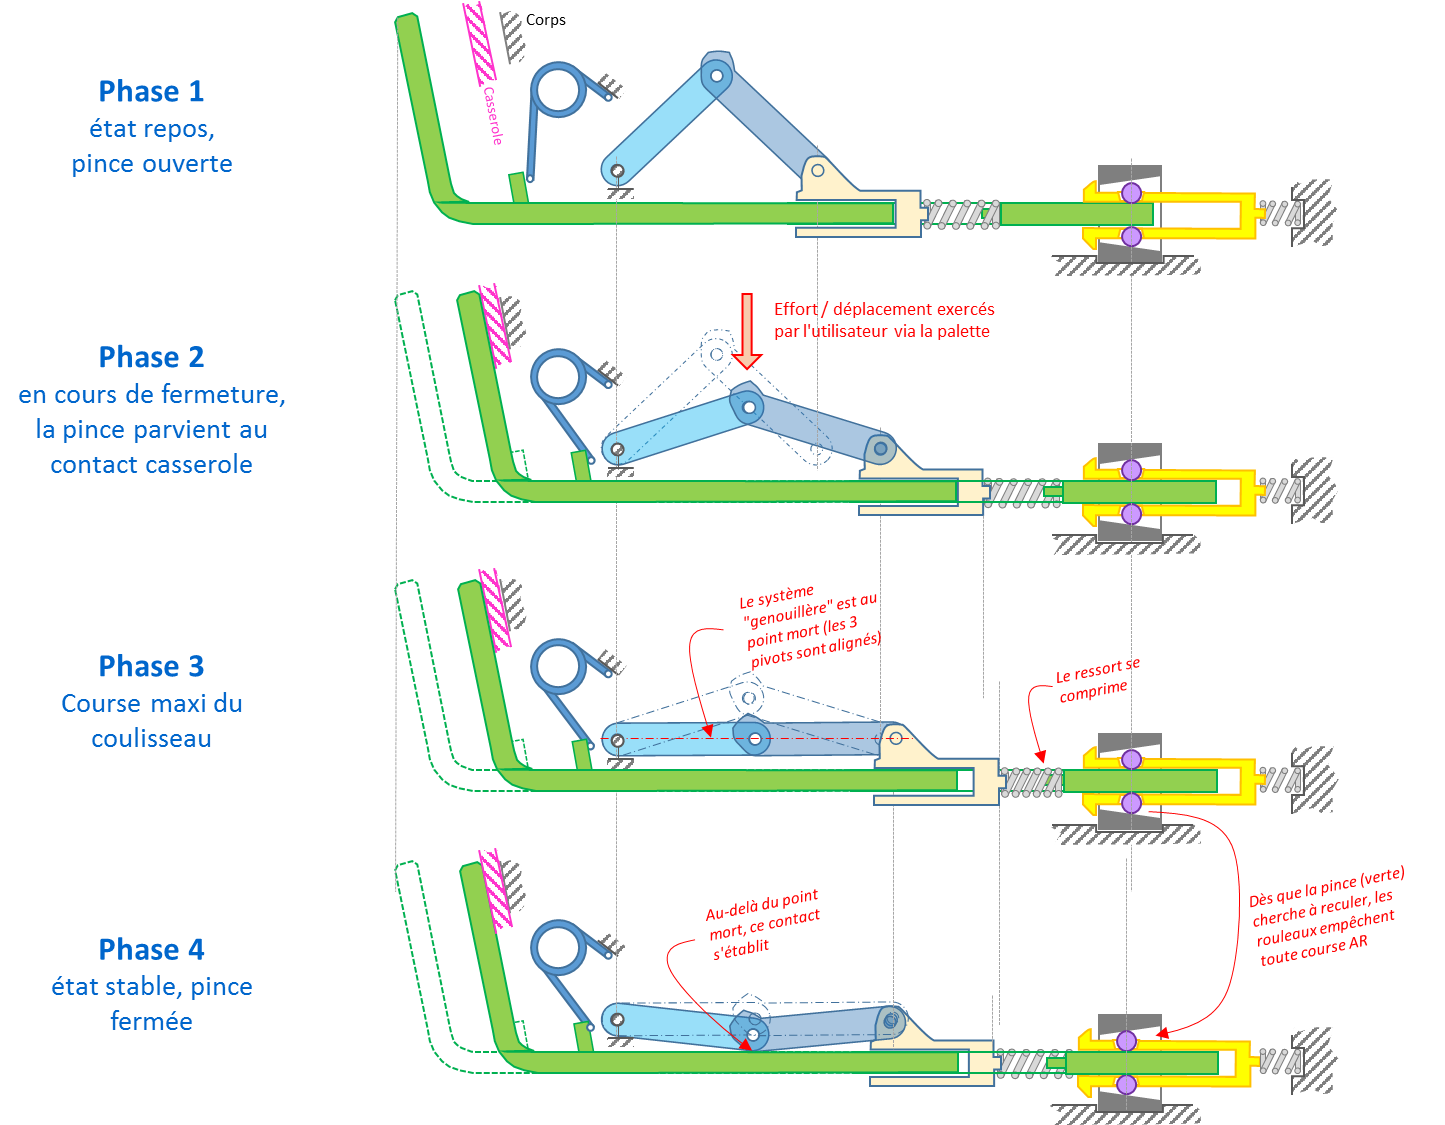 Corps
Casserole
Phase 1
état repos,
pince ouverte
Phase 2
en cours de fermeture,
la pince parvient au
contact casserole
Effort / déplacement exercés
par l'utilisateur via la palette
Phase 3
Course maxi du
coulisseau
Le système
"genouillère" est au
point mort (les 3
pivots sont alignés)
Le ressort se
comprime
Phase 4
état stable, pince
fermée
Au-delà du point
mort, ce contact
s'établit
Dès que la pince (verte)
cherche à reculer, les
rouleaux empêchent
toute course AR